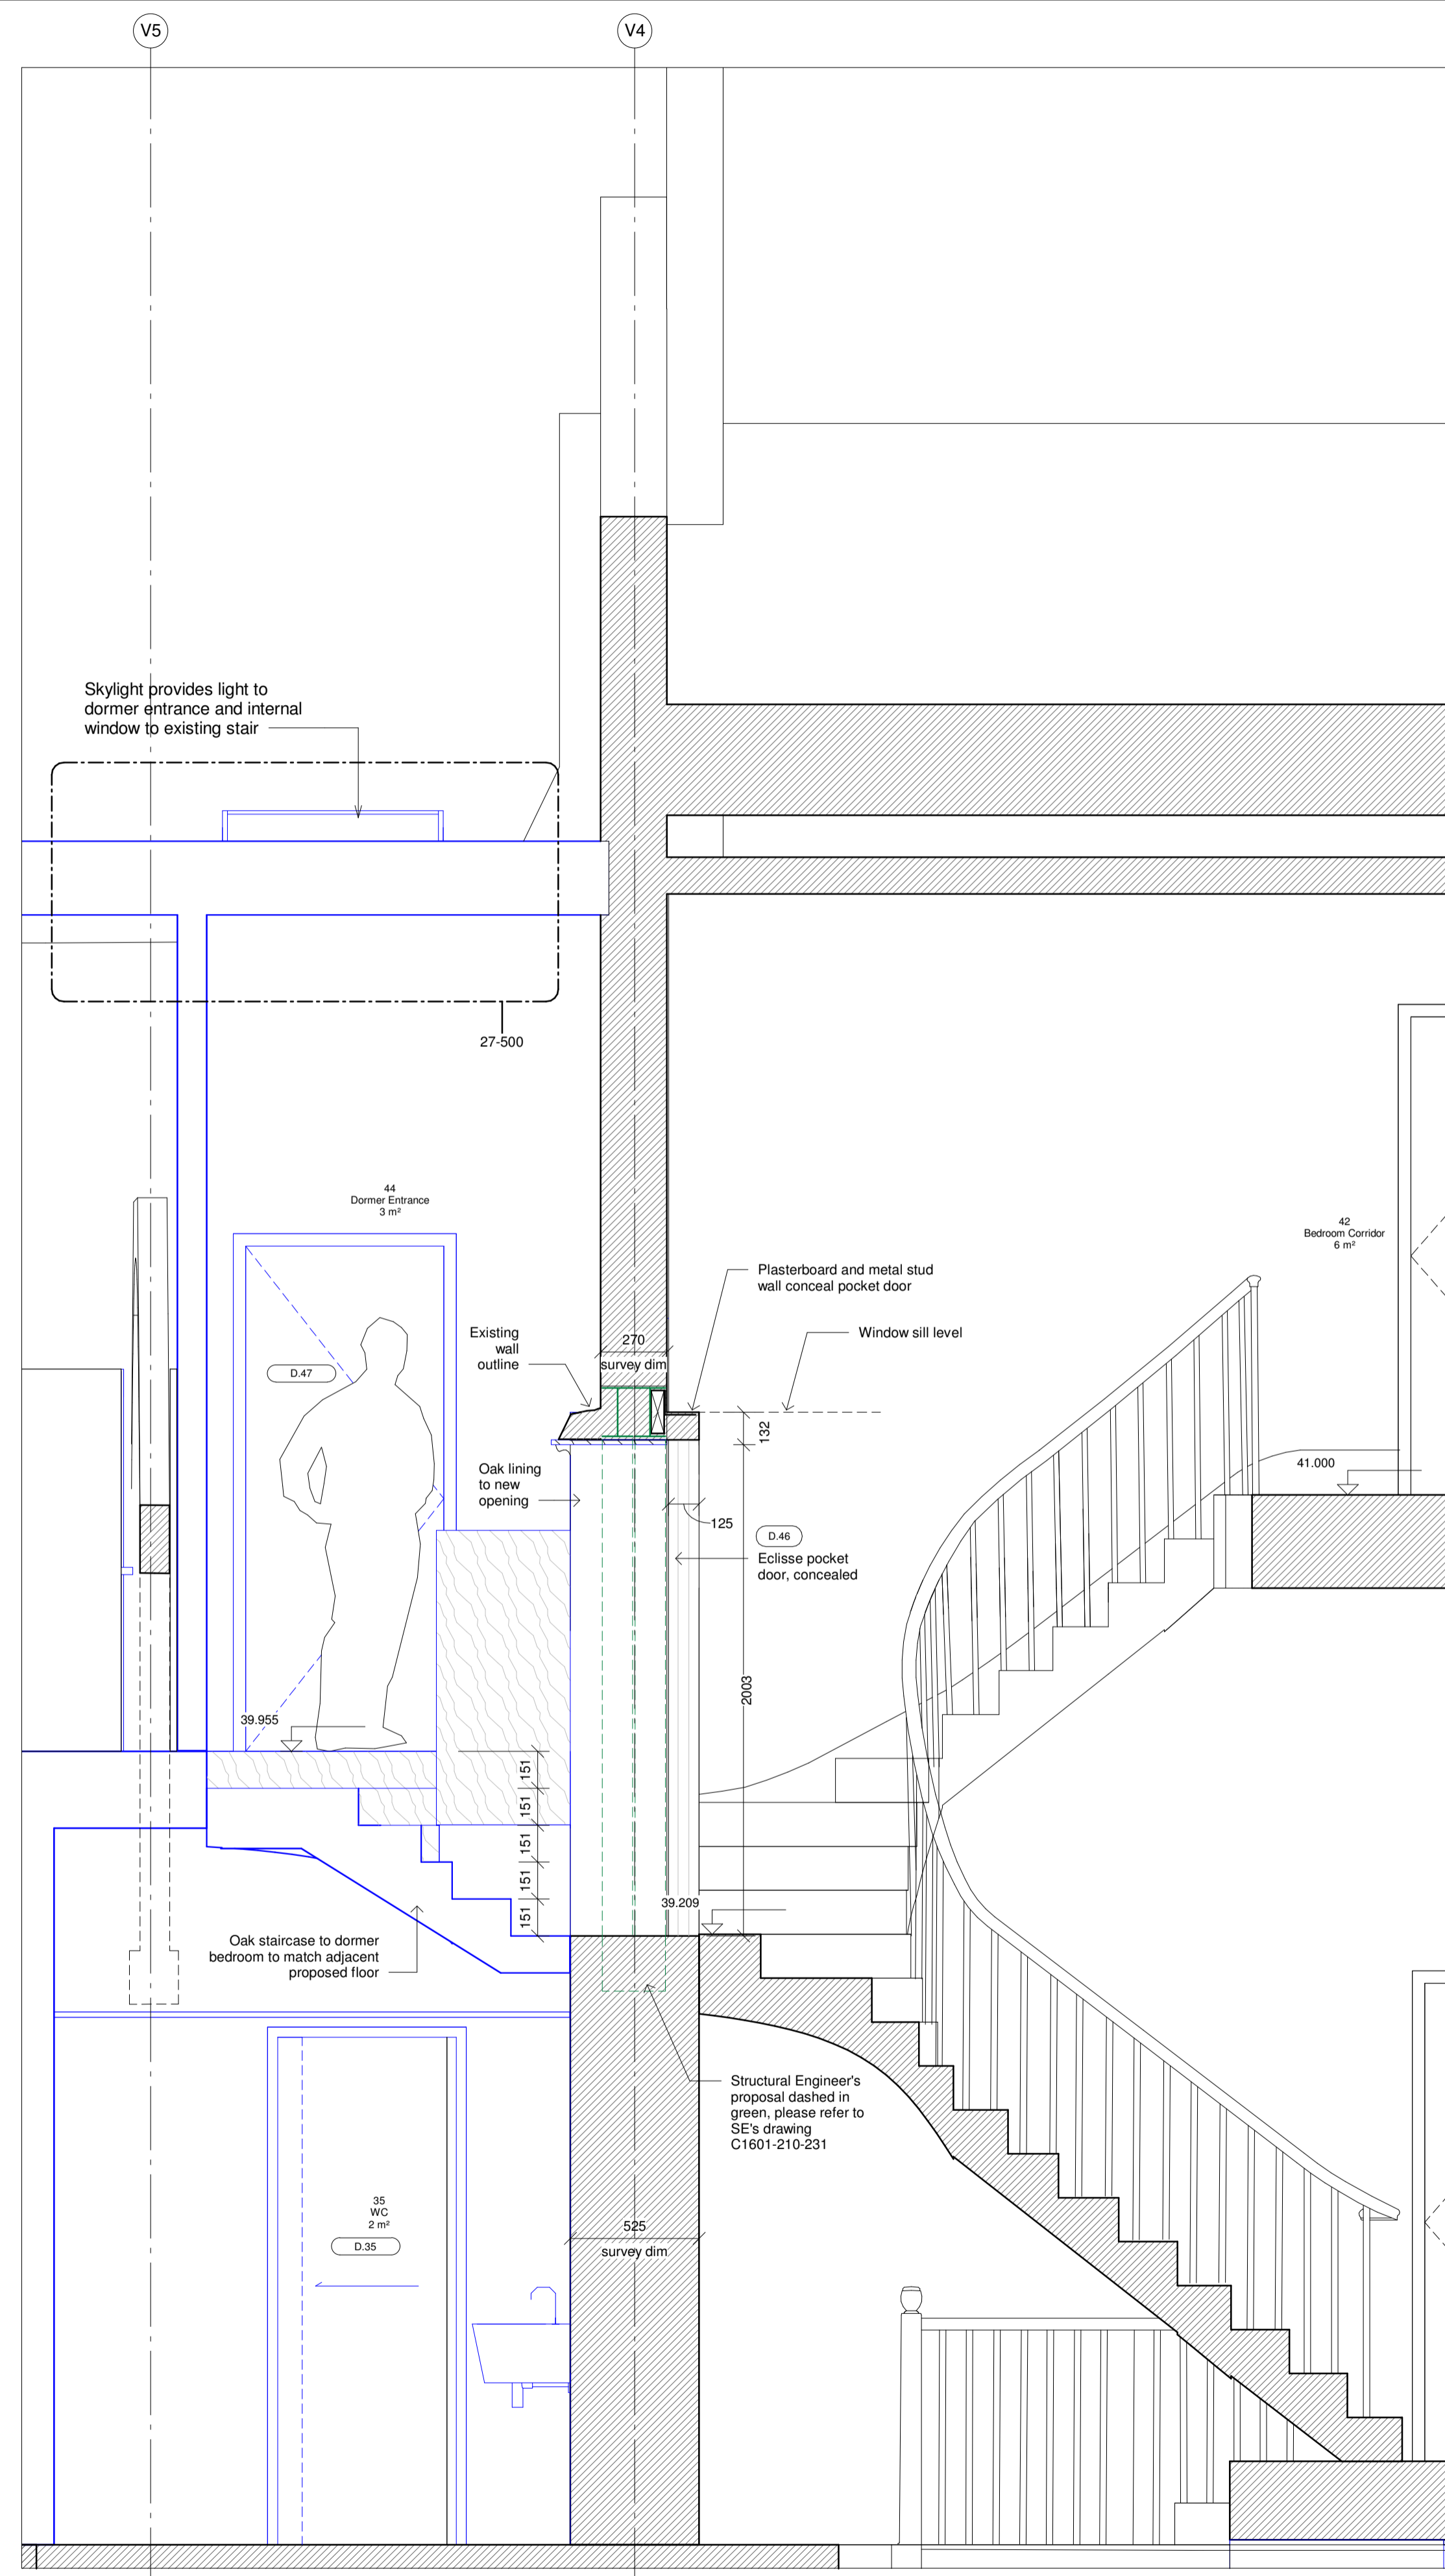 V5
V4
Skylight provides light to
dormer entrance and internal
window to existing stair
27-500
44
Dormer Entrance
3 m²
42
Bedroom Corridor
6 m²
Plasterboard and metal stud
wall conceal pocket door
Existing
wall
outline
270
survey dim
Window sill level
D.47
132
Oak lining
to new
opening
41.000
125
D.46
Eclisse pocket
door, concealed
2003
39.955
151
151
151
151
151
39.209
Oak staircase to dormer
bedroom to match adjacent
proposed floor
Structural Engineer's
proposal dashed in
green, please refer to
SE's drawing
C1601-210-231
35
WC
2 m²
D.35
525
survey dim